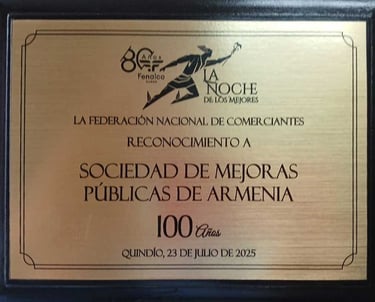 80 Años
Fenalco
LA
NOCHE
DE LOS MEJORES
LA FEDERACIÓN NACIONAL DE COMERCIANTES
RECONOCIMIENTO A
SOCIEDAD DE MEJORAS
PÚBLICAS DE ARMENIA
100 Años
QUINDÍO, 23 DE JULIO DE 2025